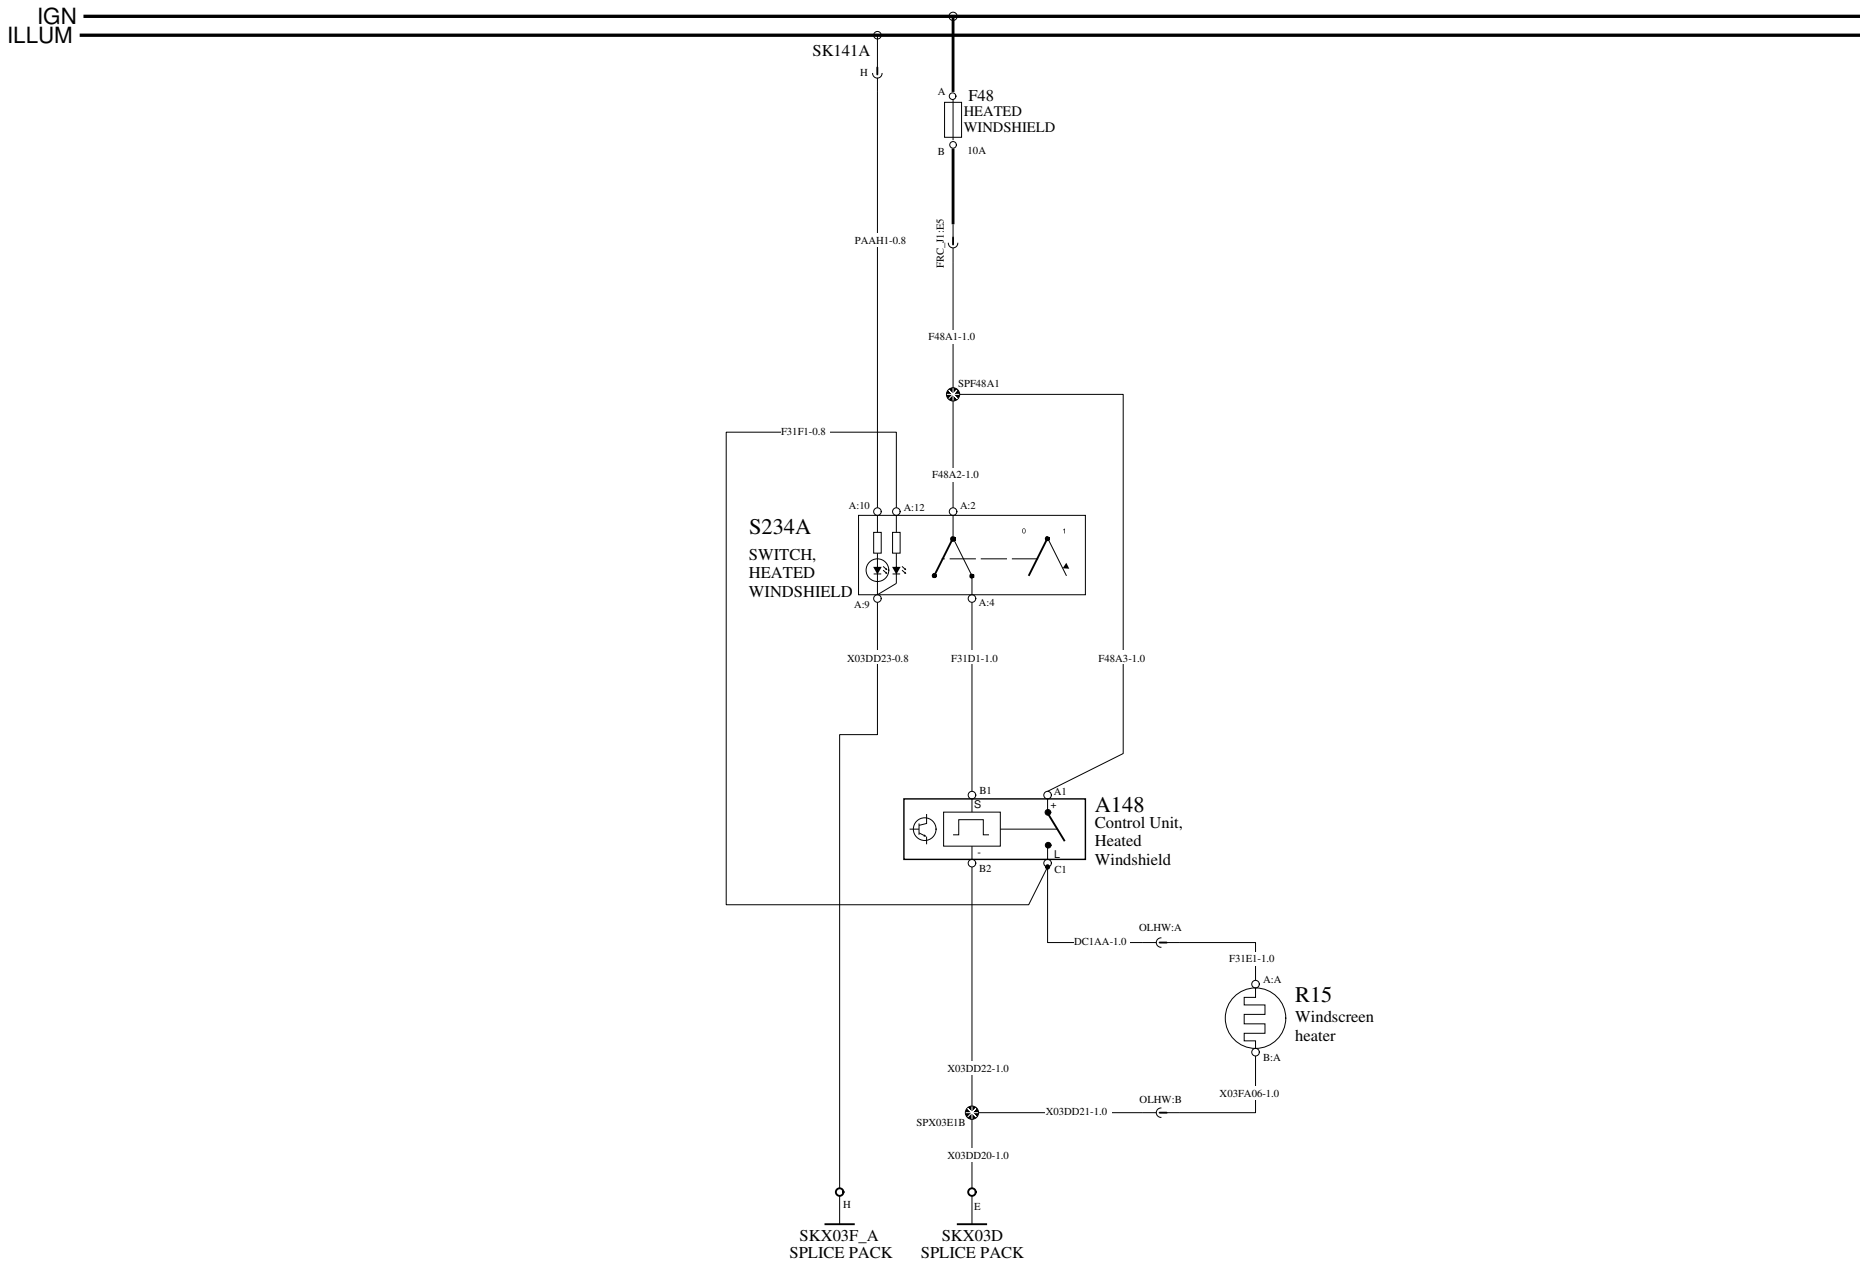 IGN
ILLUM
SK141A
H
A
F48
HEATED
WINDSHIELD
B
10A
PAAH1-0.8
FRC_J1:E5
F48A1-1.0
SPF48A1
F31F1-0.8
F48A2-1.0
A:10
A:12
A:2
S234A
SWITCH,
HEATED
WINDSHIELD
0
1
A:9
A:4
X03DD23-0.8
F31D1-1.0
F48A3-1.0
B1
A1
S
+
A148
Control Unit,
Heated
Windshield
-
L
B2
C1
OLHW:A
DC1AA-1.0
F31E1-1.0
A:A
R15
Windscreen
heater
B:A
X03DD22-1.0
X03FA06-1.0
OLHW:B
X03DD21-1.0
SPX03E1B
X03DD20-1.0
H
E
SKX03F_A
SPLICE PACK
SKX03D
SPLICE PACK